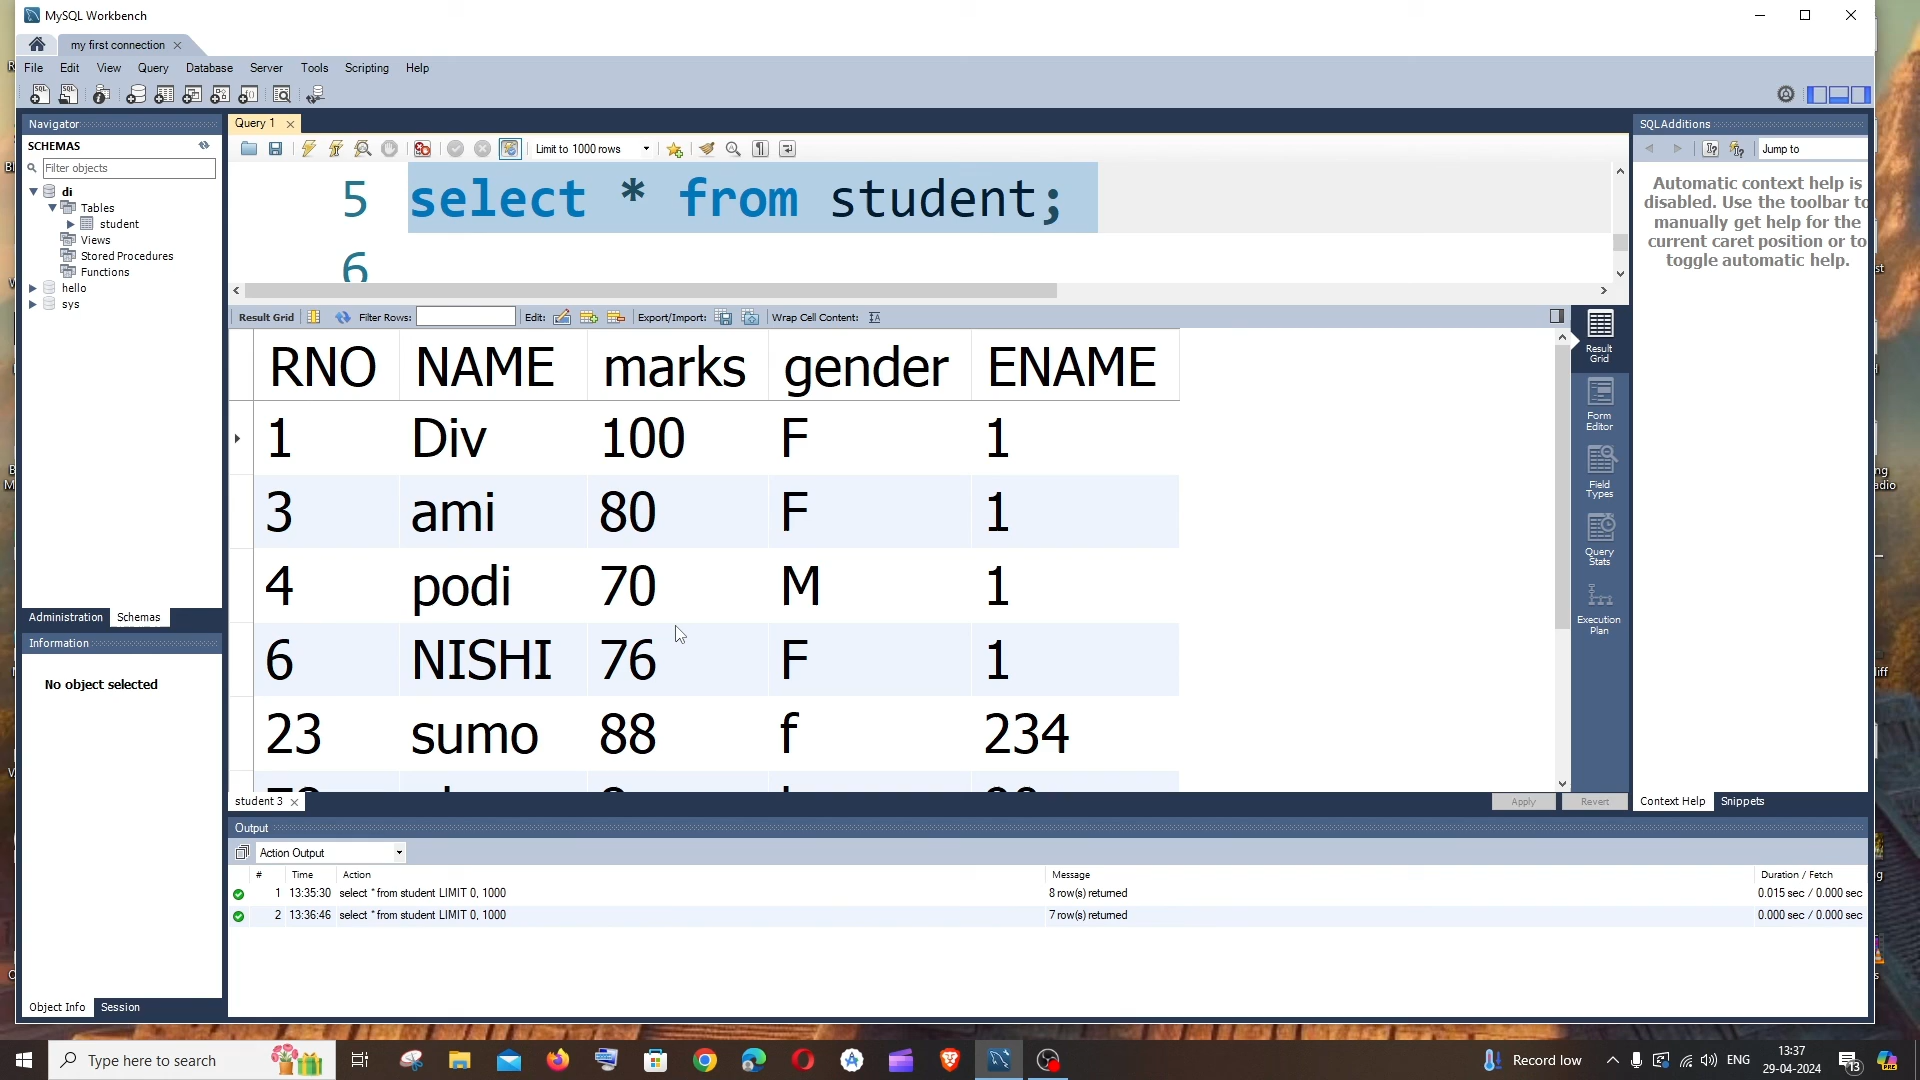 MySQL Workbench
my first connection
File Edit View Query Database Server Tools Scripting Help
Navigator
SCHEMAS
Filter objects
di
Tables
student
Views
Stored Procedures
Functions
hello
sys
Administration Schemas
Information
No object selected
Object Info Session
Query 1
Limit to 1000 rows
5 select * from student;
6
Result Grid Filter Rows: Edit: Export/Import: Wrap Cell Content:
RNO NAME marks gender ENAME
1 Div 100 F 1
3 ami 80 F 1
4 podi 70 M 1
6 NISHI 76 F 1
23 sumo 88 f 234
Result
Grid
Form
Editor
Field
Types
Query
Stats
Execution
Plan
student 3
Apply Revert
SQLAdditions
Jump to
Automatic context help is
disabled. Use the toolbar to
manually get help for the
current caret position or to
toggle automatic help.
Context Help Snippets
Output
Action Output
# Time Action Message Duration / Fetch
1 13:35:30 select * from student LIMIT 0, 1000 8 row(s) returned 0.015 sec / 0.000 sec
2 13:36:46 select * from student LIMIT 0, 1000 7 row(s) returned 0.000 sec / 0.000 sec
Type here to search
Record low
ENG
13:37
29-04-2024
13